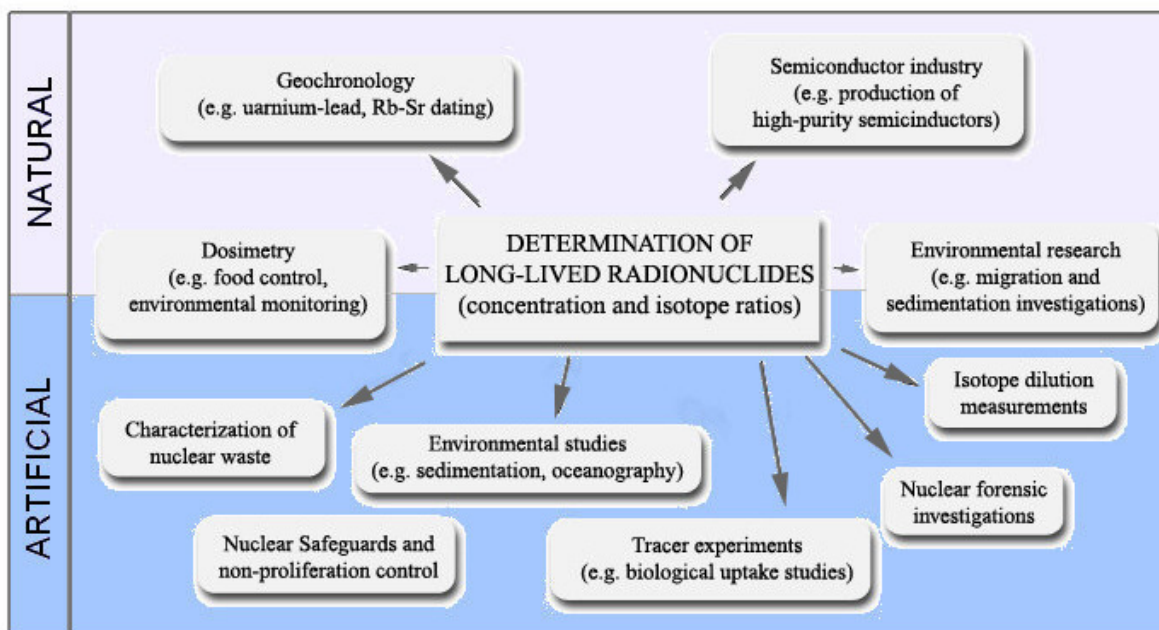 NATURAL
Geochronology
(e.g. uarnium-lead, Rb-Sr dating)
Semiconductor industry
(e.g. production of
high-purity semicinductors)
Dosimetry
(e.g. food control,
environmental monitoring)
DETERMINATION OF
LONG-LIVED RADIONUCLIDES
(concentration and isotope ratios)
Environmental research
(e.g. migration and
sedimentation investigations)
ARTIFICIAL
Isotope dilution
measurements
Characterization of
nuclear waste
Environmental studies
(e.g. sedimentation, oceanography)
Nuclear forensic
investigations
Nuclear Safeguards and
non-proliferation control
Tracer experiments
(e.g. biological uptake studies)